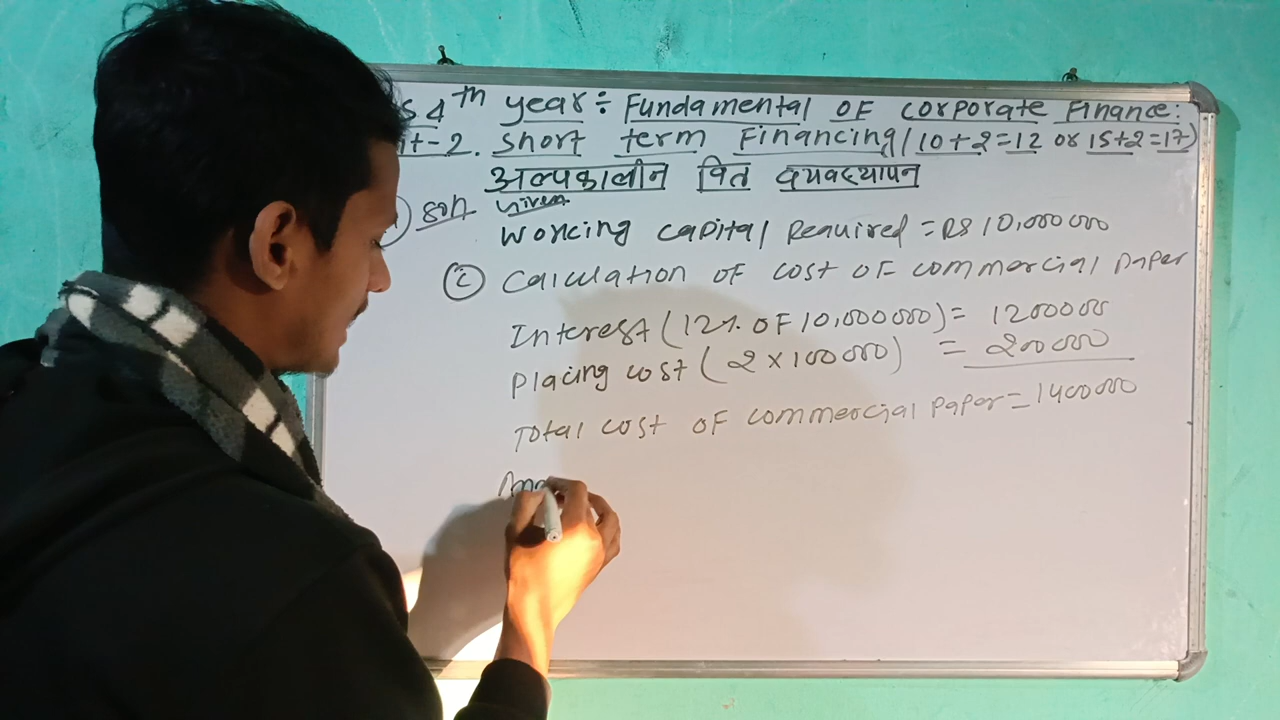 S 4th year ÷ Fundamental OF corporate Finance:
it-2. short term Financing/(10+2=12 or 15+2=17)
अल्पकालीन वित व्यवस्थापन
) soln given
Working capital Required = RS 10,000000
(i) calculation OF cost OF commercial paper
Interest (12% OF 10,000000) = 1200000
Placing cost (2×100000) = 200000
Total cost OF commercial paper = 1400000
Ann